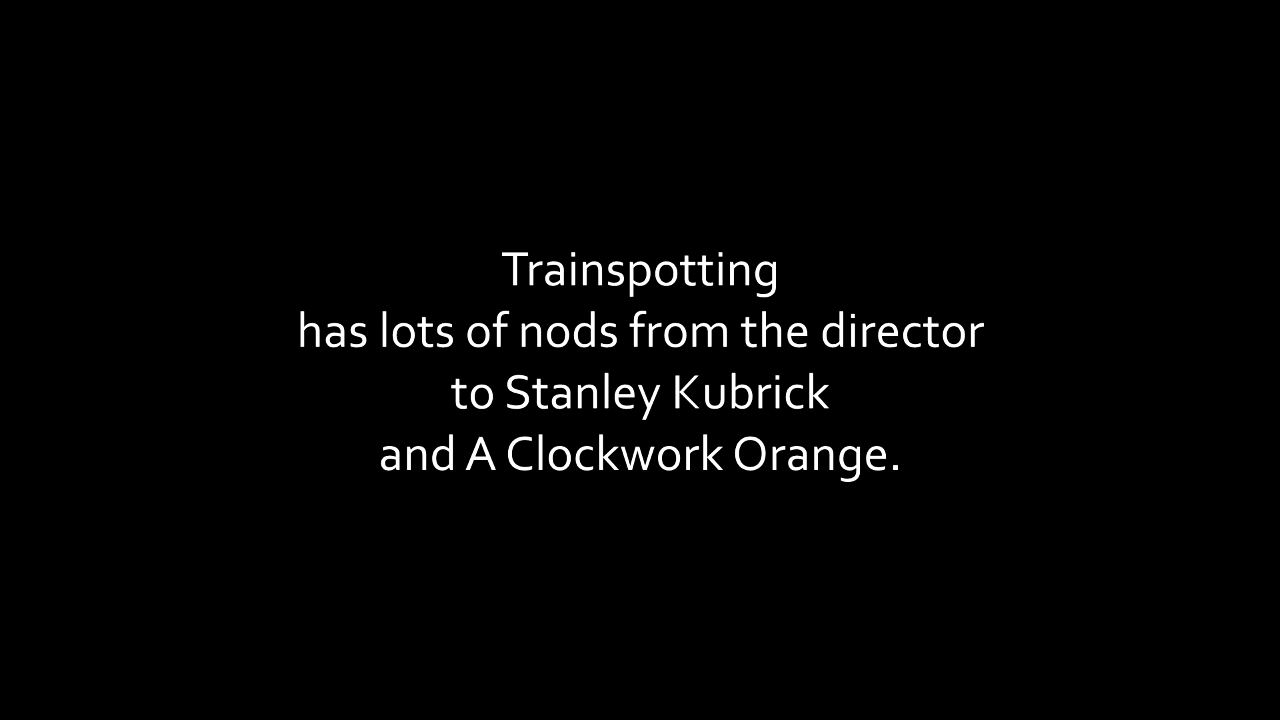 Trainspotting
has lots of nods from the director
to Stanley Kubrick
and A Clockwork Orange.